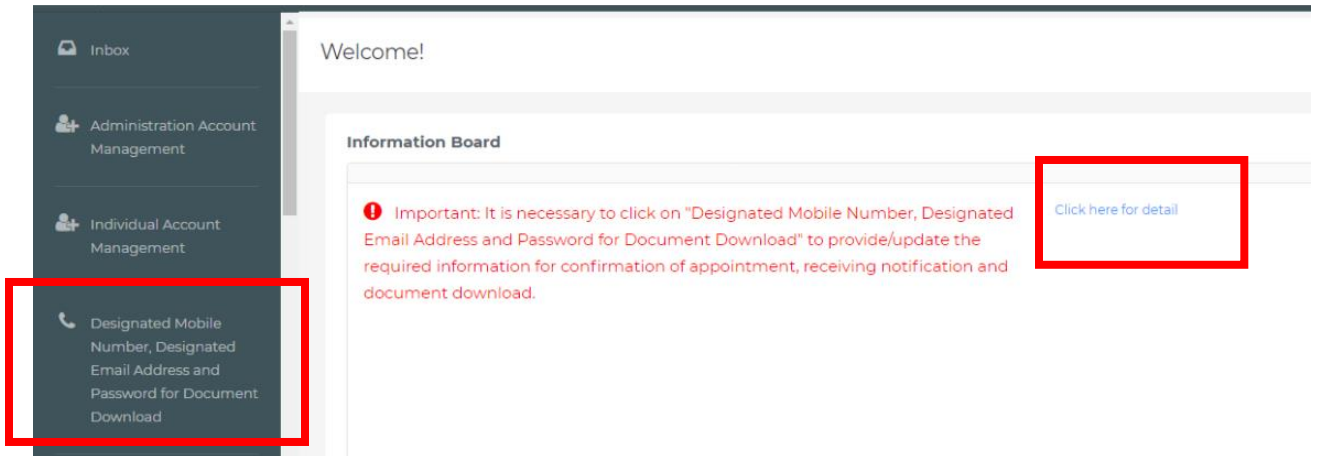 Inbox
Administration Account
Management
Individual Account
Management
Designated Mobile
Number, Designated
Email Address and
Password for Document
Download
Welcome!
Information Board
Important: It is necessary to click on "Designated Mobile Number, Designated
Email Address and Password for Document Download" to provide/update the
required information for confirmation of appointment, receiving notification and
document download.
Click here for detail